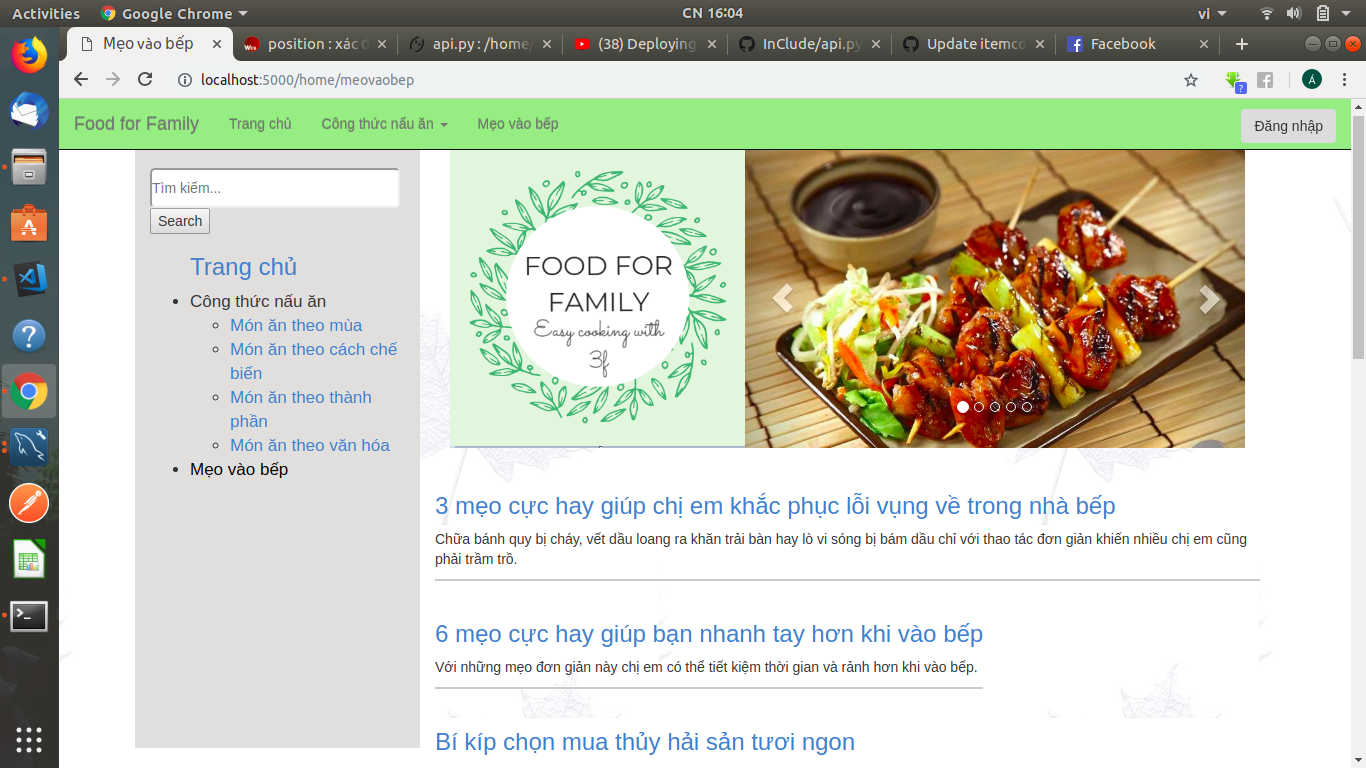 Activities
Google Chrome
CN 16:04
vi
Mẹo vào bếp
position : xác đ
api.py : /home/
(38) Deploying
InClude/api.py
Update itemco
Facebook
localhost:5000/home/meovaobep
Á
Food for Family
Trang chủ
Công thức nấu ăn
Mẹo vào bếp
Đăng nhập
Tìm kiếm...
Search
Trang chủ
Công thức nấu ăn
Món ăn theo mùa
Món ăn theo cách chế
biến
Món ăn theo thành
phần
Món ăn theo văn hóa
Mẹo vào bếp
FOOD FOR
FAMILY
Easy cooking with
3f
3 mẹo cực hay giúp chị em khắc phục lỗi vụng về trong nhà bếp
Chữa bánh quy bị cháy, vết dầu loang ra khăn trải bàn hay lò vi sóng bị bám dầu chỉ với thao tác đơn giản khiến nhiều chị em cũng
phải trầm trồ.
6 mẹo cực hay giúp bạn nhanh tay hơn khi vào bếp
Với những mẹo đơn giản này chị em có thể tiết kiệm thời gian và rảnh hơn khi vào bếp.
Bí kíp chọn mua thủy hải sản tươi ngon